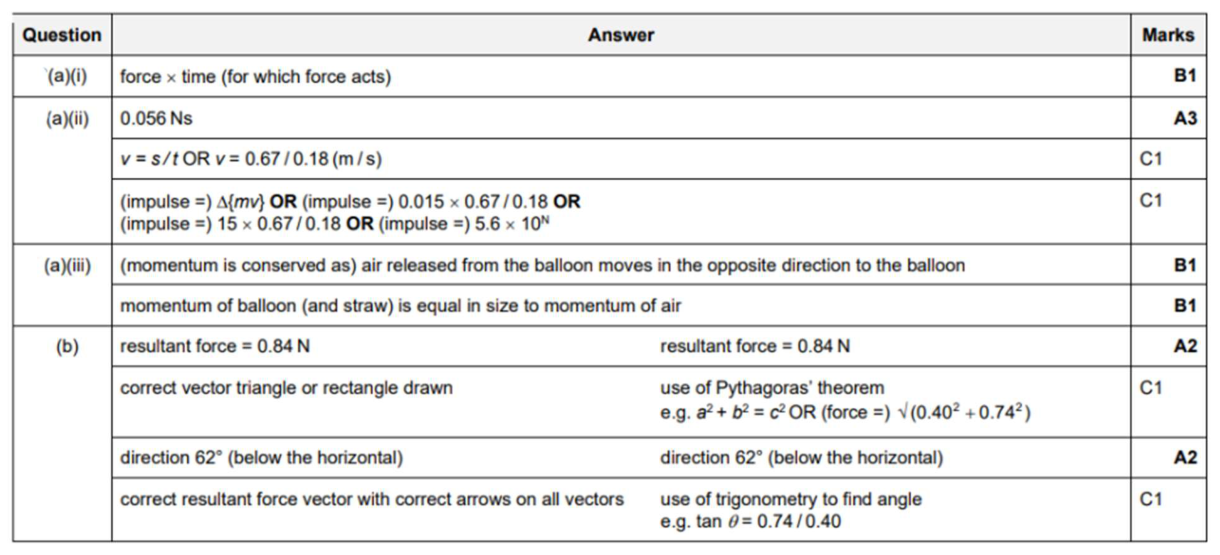 Question Answer Marks
(a)(i) force × time (for which force acts) B1
(a)(ii) 0.056 Ns A3
v = s / t OR v = 0.67 / 0.18 (m / s) C1
(impulse =) Δ{mv} OR (impulse =) 0.015 × 0.67 / 0.18 OR C1
(impulse =) 15 × 0.67 / 0.18 OR (impulse =) 5.6 × 10ᴺ
(a)(iii) (momentum is conserved as) air released from the balloon moves in the opposite direction to the balloon B1
momentum of balloon (and straw) is equal in size to momentum of air B1
(b) resultant force = 0.84 N resultant force = 0.84 N A2
correct vector triangle or rectangle drawn use of Pythagoras' theorem C1
e.g. a² + b² = c² OR (force =) √(0.40² + 0.74²)
direction 62° (below the horizontal) direction 62° (below the horizontal) A2
correct resultant force vector with correct arrows on all vectors use of trigonometry to find angle C1
e.g. tan θ = 0.74 / 0.40